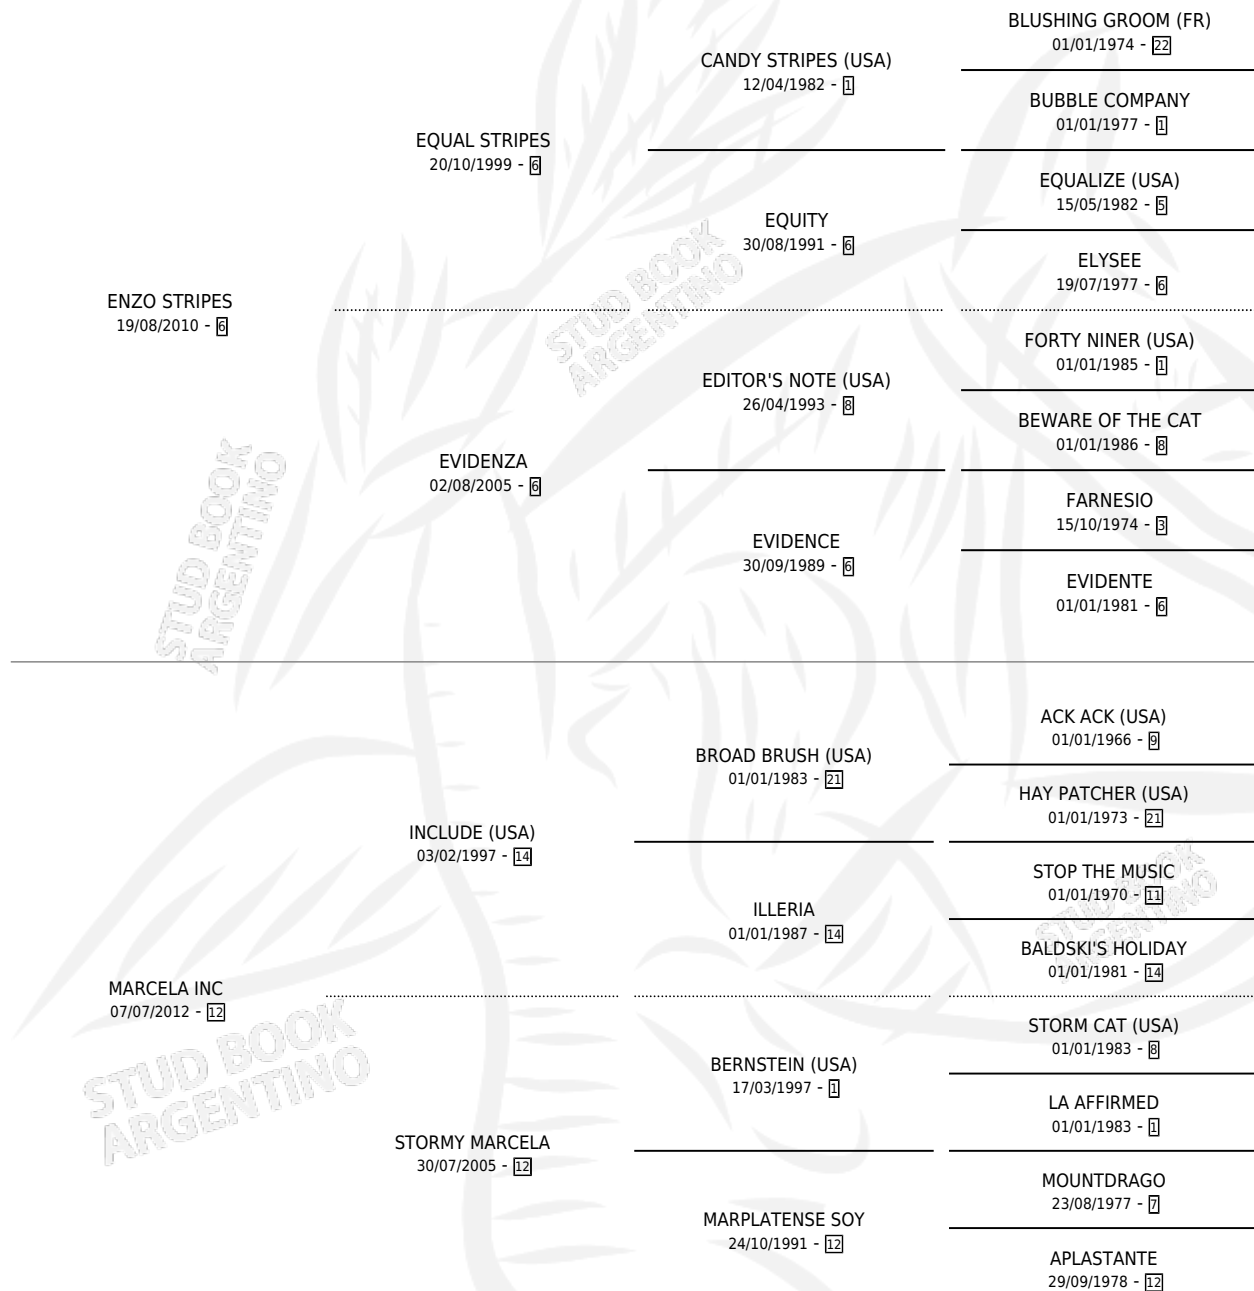 BLUSHING GROOM (FR)
01/01/1974 - 22
CANDY STRIPES (USA)
12/04/1982 - 1
BUBBLE COMPANY
01/01/1977 - 1
EQUAL STRIPES
20/10/1999 - 6
EQUALIZE (USA)
15/05/1982 - 5
EQUITY
30/08/1991 - 6
ELYSEE
19/07/1977 - 6
ENZO STRIPES
19/08/2010 - 6
FORTY NINER (USA)
01/01/1985 - 1
EDITOR'S NOTE (USA)
26/04/1993 - 8
BEWARE OF THE CAT
01/01/1986 - 8
EVIDENZA
02/08/2005 - 6
FARNESIO
15/10/1974 - 3
EVIDENCE
30/09/1989 - 6
EVIDENTE
01/01/1981 - 6
ACK ACK (USA)
01/01/1966 - 9
BROAD BRUSH (USA)
01/01/1983 - 21
HAY PATCHER (USA)
01/01/1973 - 21
INCLUDE (USA)
03/02/1997 - 14
STOP THE MUSIC
01/01/1970 - 11
ILLERIA
01/01/1987 - 14
BALDSKI'S HOLIDAY
01/01/1981 - 14
MARCELA INC
07/07/2012 - 12
STORM CAT (USA)
01/01/1983 - 8
BERNSTEIN (USA)
17/03/1997 - 1
LA AFFIRMED
01/01/1983 - 1
STORMY MARCELA
30/07/2005 - 12
MOUNTDRAGO
23/08/1977 - 7
MARPLATENSE SOY
24/10/1991 - 12
APLASTANTE
29/09/1978 - 12
STUD BOOK
ARGENTINO
STUD BOOK
ARGENTINO
STUD BOOK
ARGENTINO
STUD BOOK
ARGENTINO